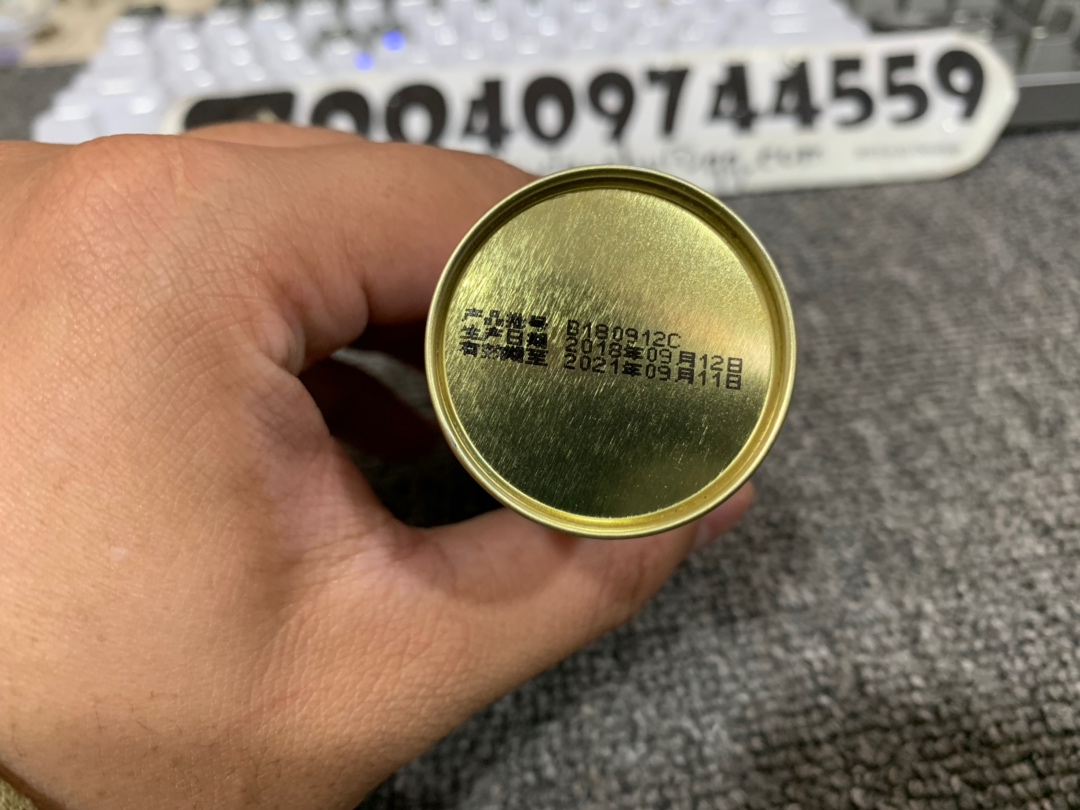 00409744559
产品批号 B180912C
生产日期 2018年09月12日
有效期至 2021年09月11日